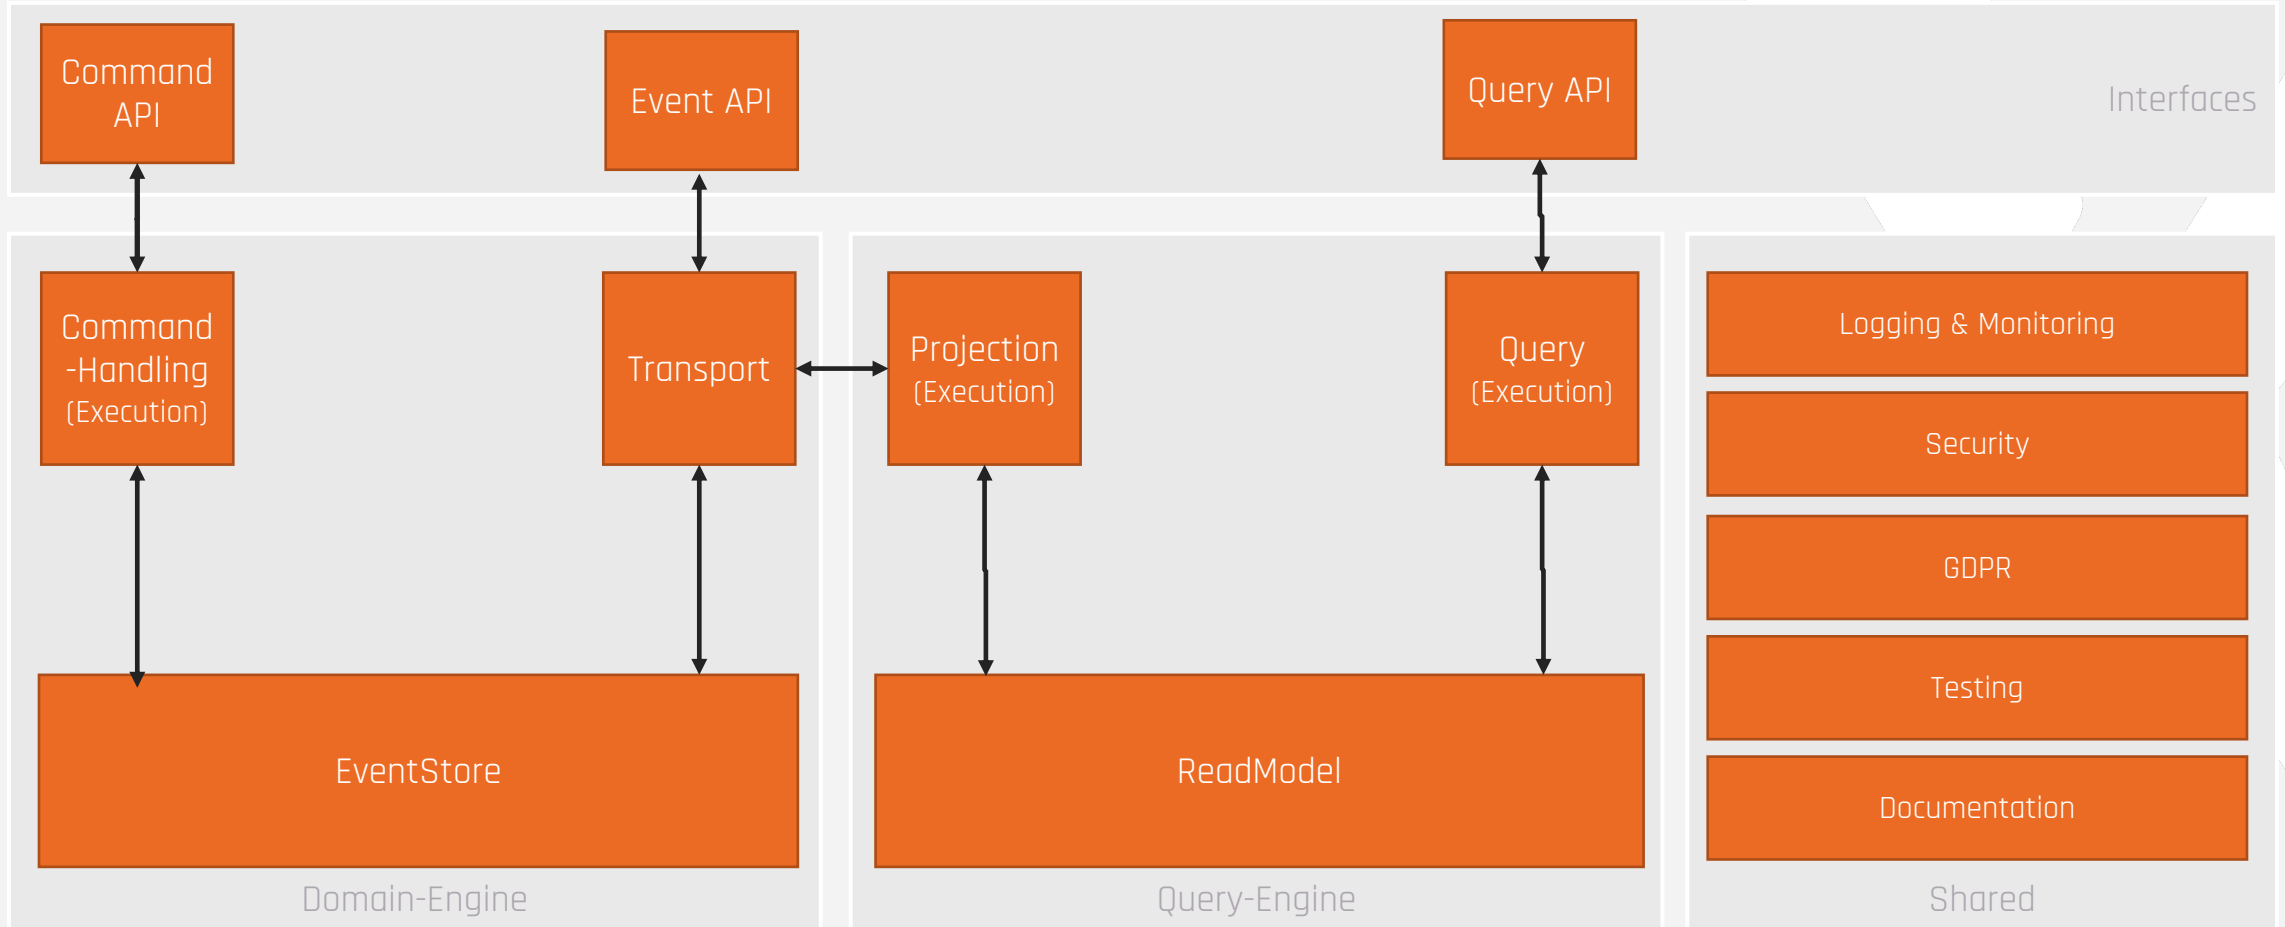 Command
API
Event API
Query API
Interfaces
Command
-Handling
(Execution)
Transport
Projection
(Execution)
Query
(Execution)
EventStore
ReadModel
Domain-Engine
Query-Engine
Logging & Monitoring
Security
GDPR
Testing
Documentation
Shared